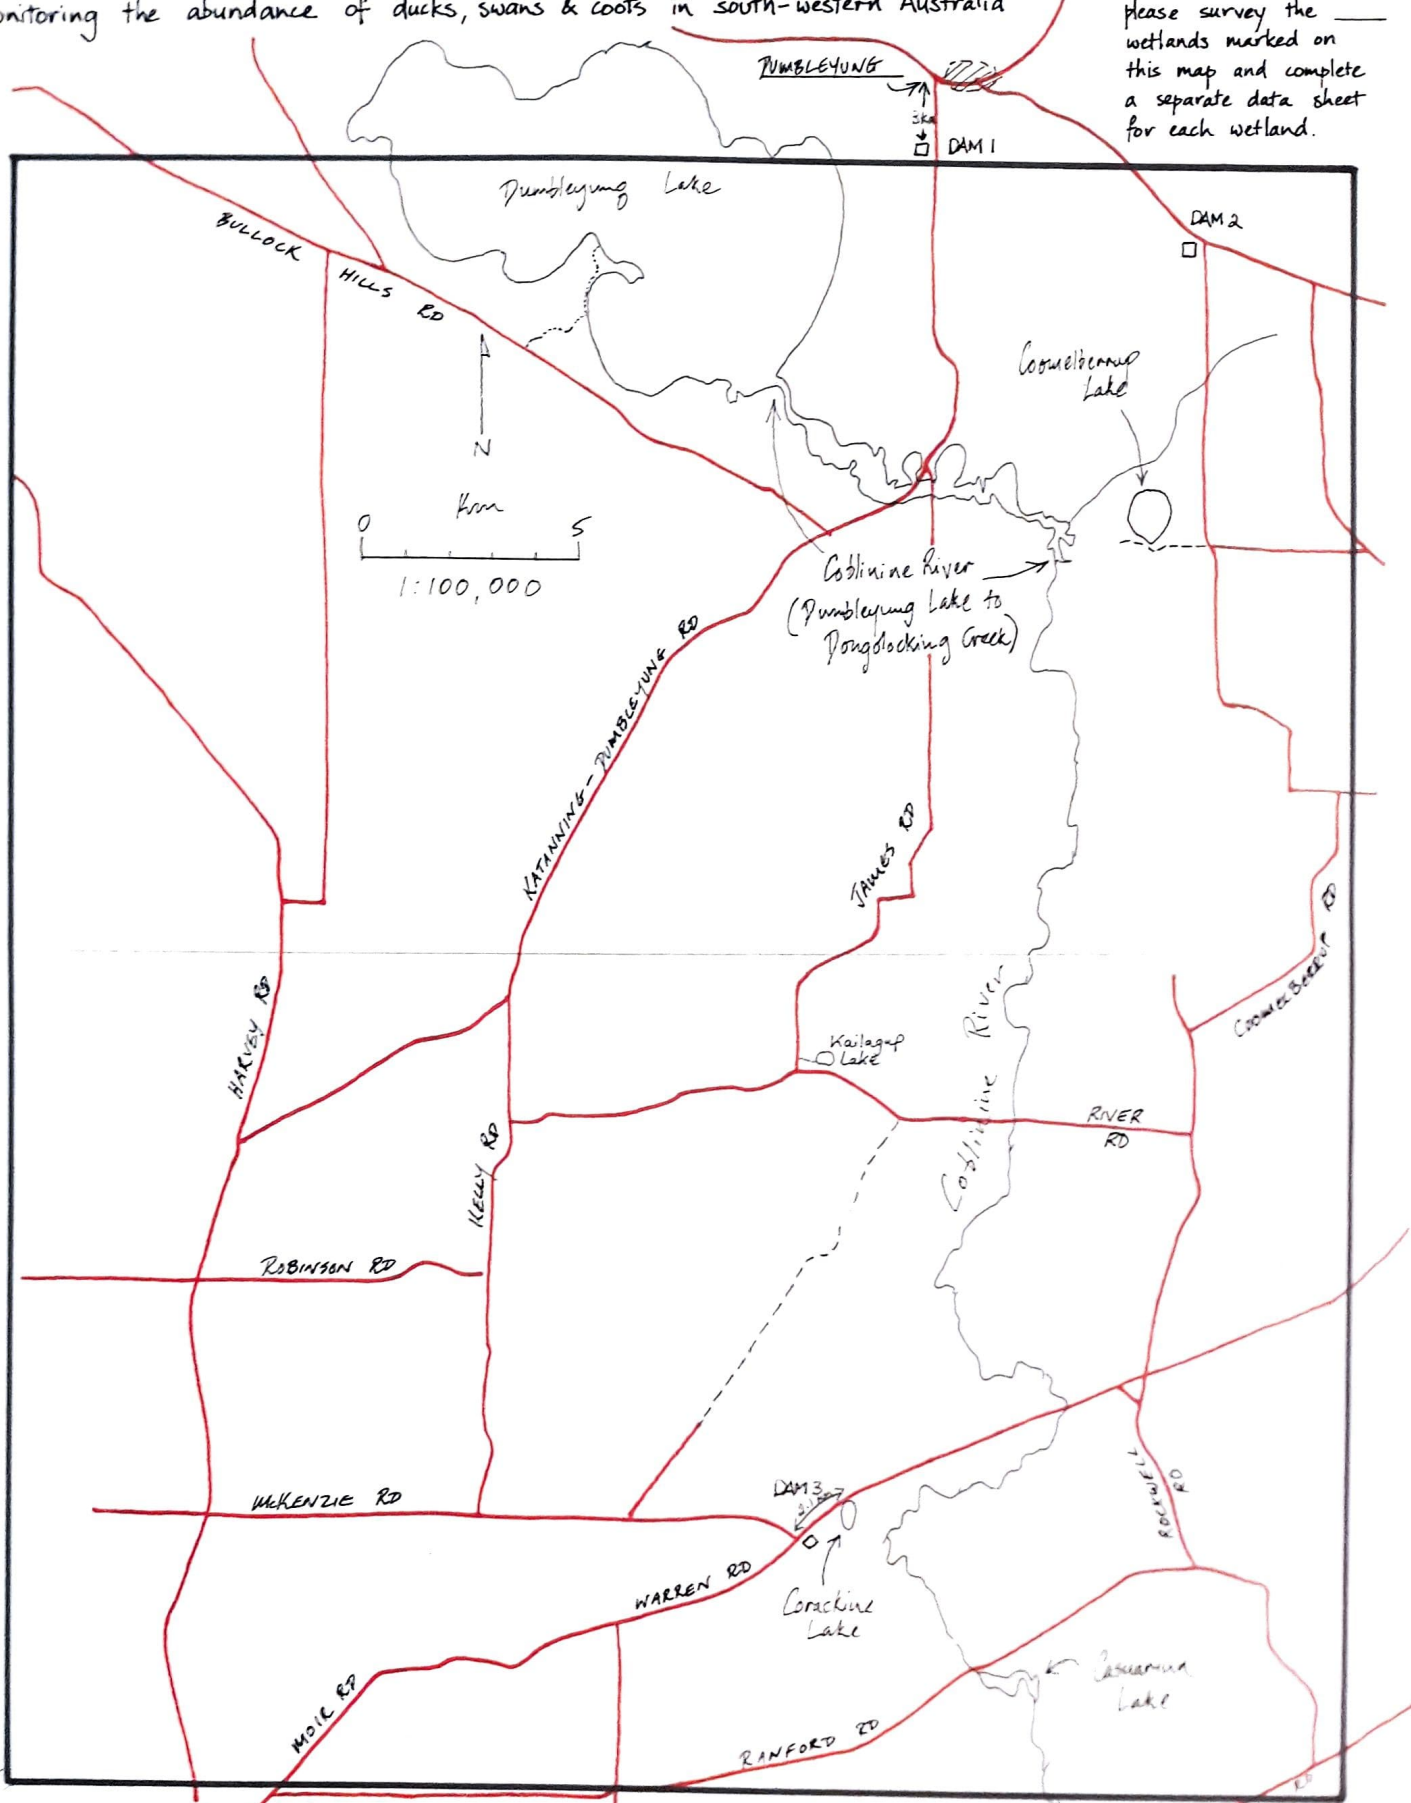 onitoring the abundance of ducks, swans & coots in south-western Australia
please survey the ____
wetlands marked on
this map and complete
a separate data sheet
for each wetland.
DUMBLEYUNG
3km
DAM 1
Dumbleyung Lake
DAM 2
BULLOCK HILLS RD
Coomelberrup
Lake
N
Km
0 5
1:100,000
Coblinine River
(Dumbleyung Lake to
Dongolocking Creek)
KATANNING - DUMBLEYUNG RD
JAMES RD
COOMELBERRUP RD
HARVEY RD
Coblinine River
Kailagup
Lake
RIVER
RD
KELLY RD
ROBINSON RD
McKENZIE RD
DAM 3
ROCKWELL
RD
WARREN RD
Corackine
Lake
Casuarina
Lake
MOIR RD
RANFORD RD
RD